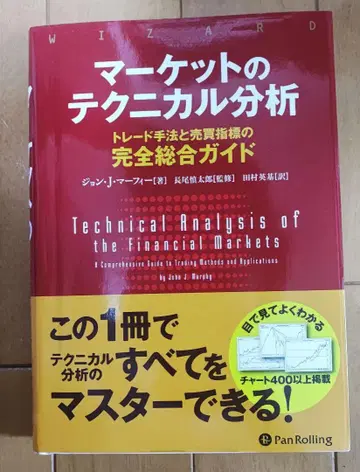 WIZARD
マーケットの
テクニカル分析
トレード手法と売買指標の
完全総合ガイド
ジョン・J・マーフィー[著] 長尾慎太郎[監修] 田村英基[訳]
Technical Analysis of
the Financial Markets
A Comprehensive Guide to Trading Methods and Applications
by John J. Murphy
この1冊で
テクニカル
分析の
すべてを
マスターできる!
目で見てよくわかる
チャート400以上掲載
PanRolling